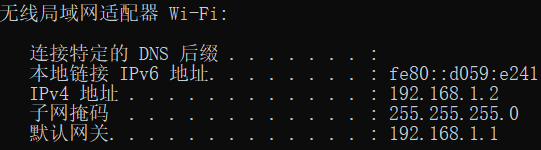 无线局域网适配器 Wi-Fi:
连接特定的 DNS 后缀 . . . . . . . :
本地链接 IPv6 地址. . . . . . . . : fe80::d059:e241
IPv4 地址 . . . . . . . . . . . . : 192.168.1.2
子网掩码 . . . . . . . . . . . . : 255.255.255.0
默认网关. . . . . . . . . . . . . : 192.168.1.1